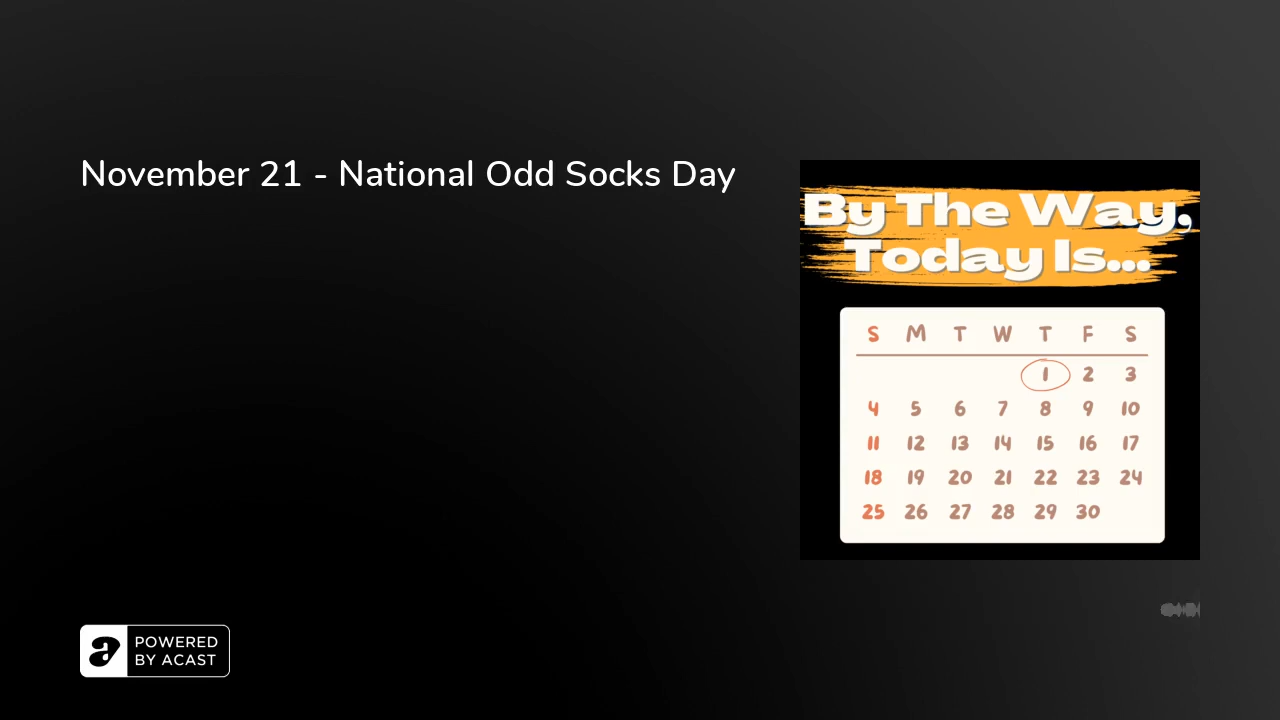 November 21 - National Odd Socks Day
By The Way,
Today Is...
S M T W T F S
1 2 3
4 5 6 7 8 9 10
11 12 13 14 15 16 17
18 19 20 21 22 23 24
25 26 27 28 29 30
a POWERED
BY ACAST